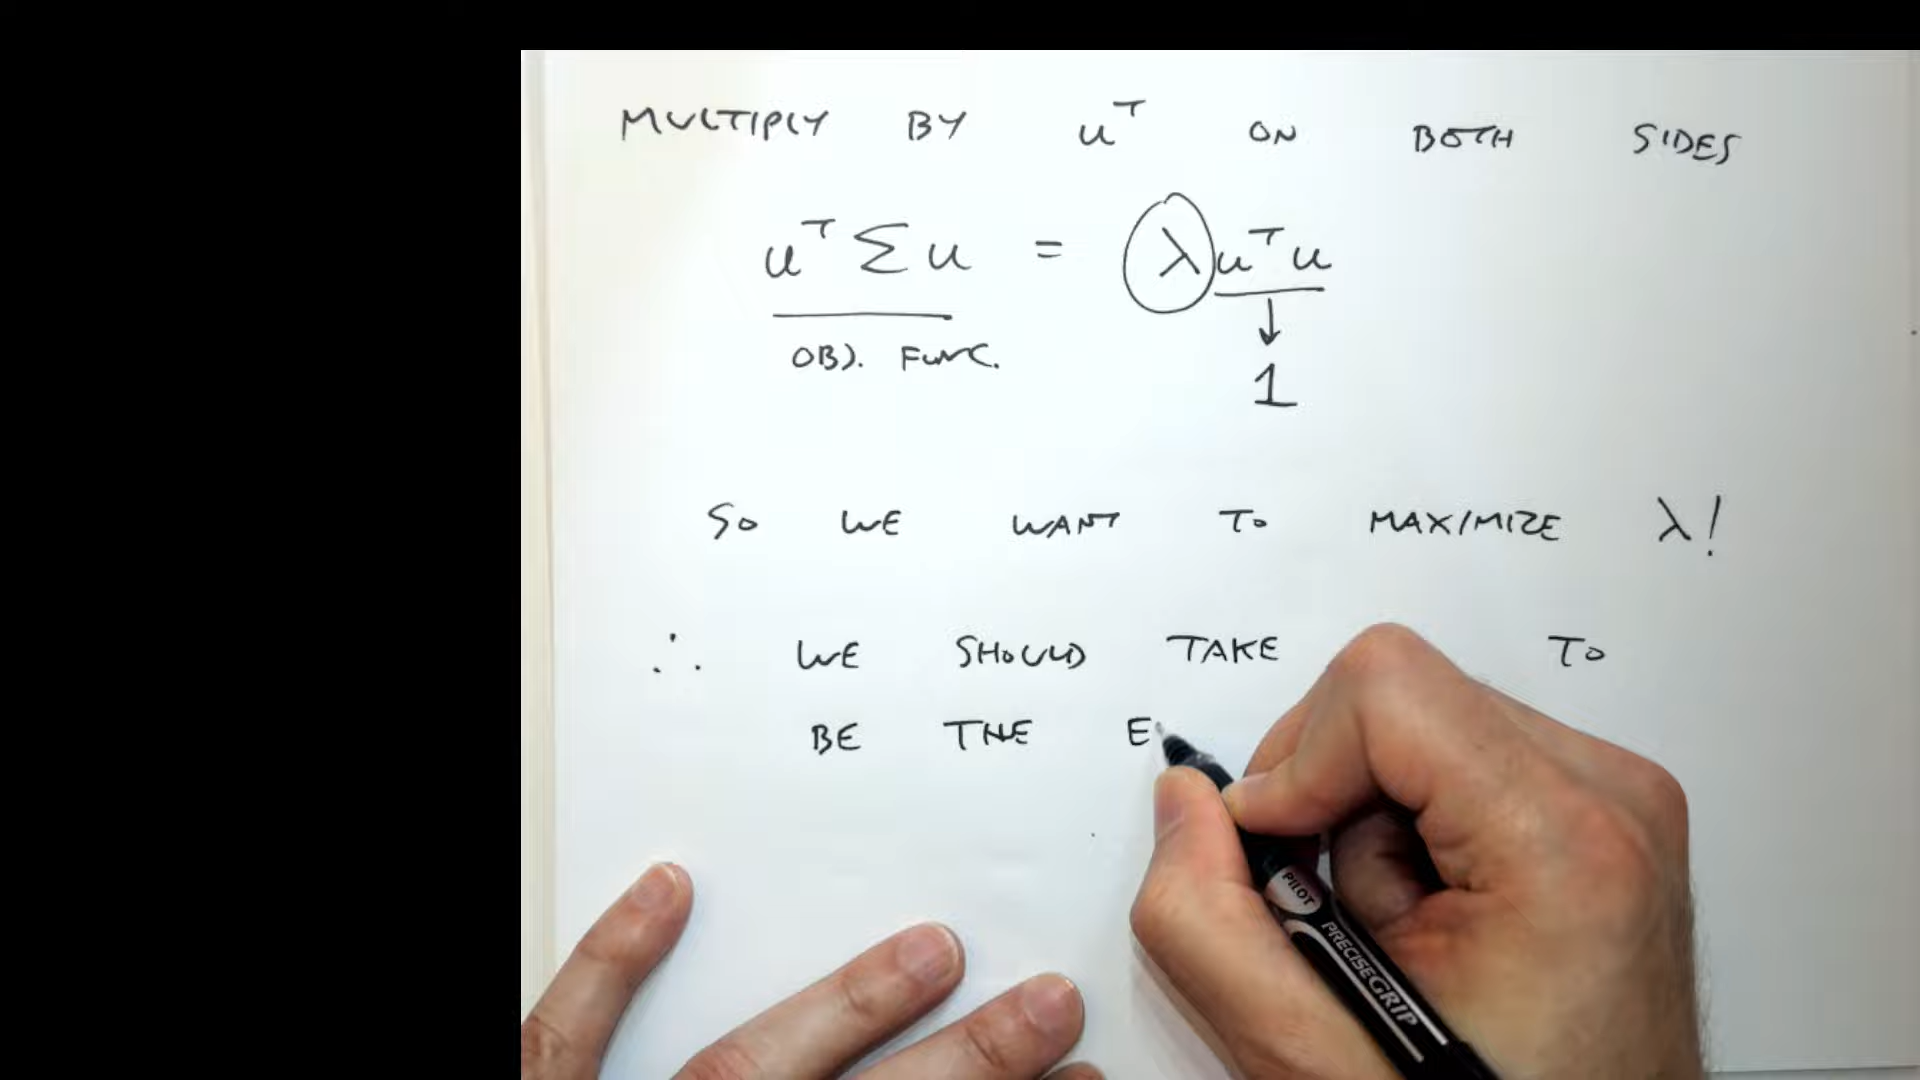 MULTIPLY BY u^T ON BOTH SIDES
u^T Σ u = λ u^T u
OBJ. FUNC.
1
SO WE WANT TO MAXIMIZE λ!
∴ WE SHOULD TAKE TO
BE THE E
PILOT PRECISEGRIP